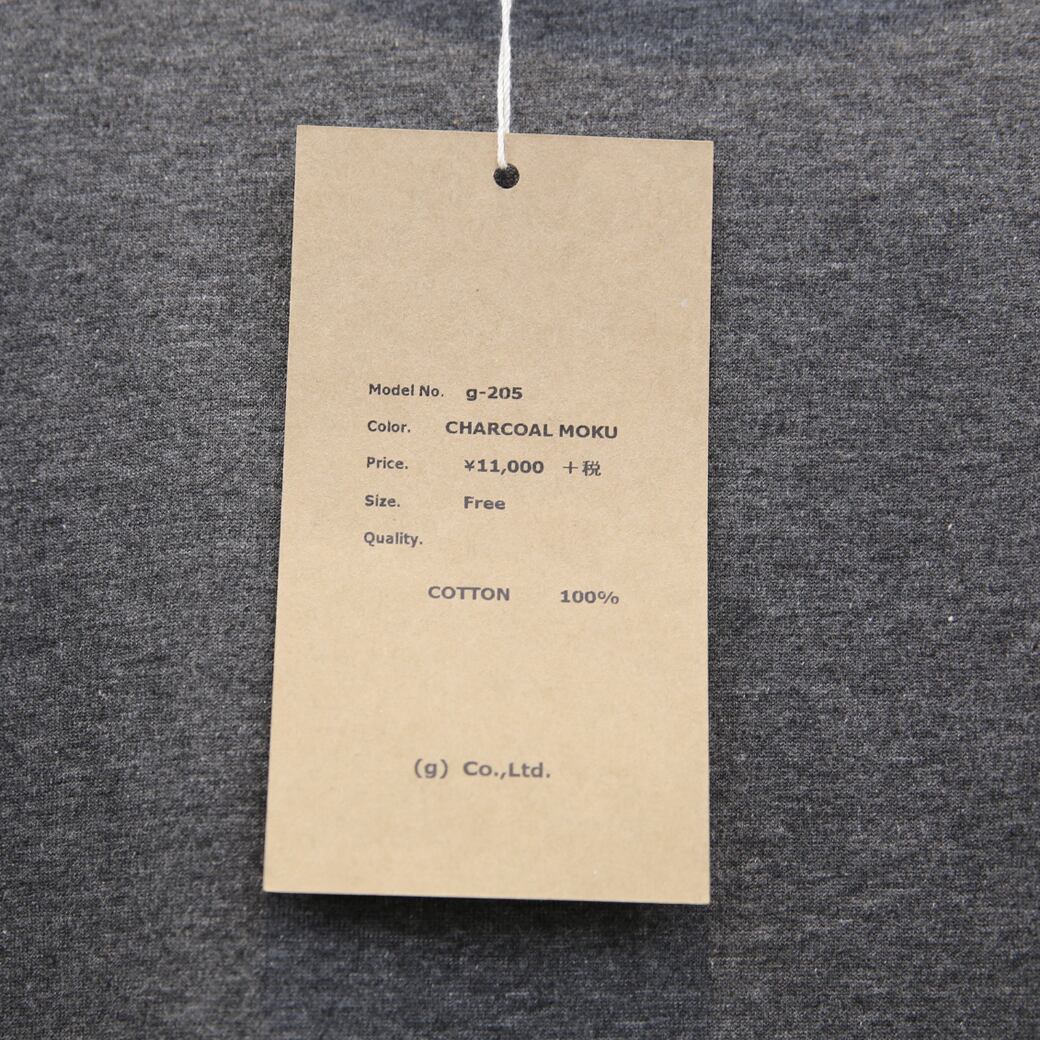 Model No. g-205
Color. CHARCOAL MOKU
Price. ¥11,000 +税
Size. Free
Quality.
COTTON 100%
(g) Co.,Ltd.